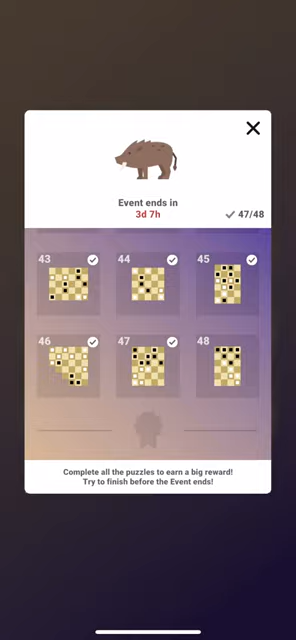 Event ends in
3d 7h
47/48
43
44
45
46
47
48
Complete all the puzzles to earn a big reward!
Try to finish before the Event ends!